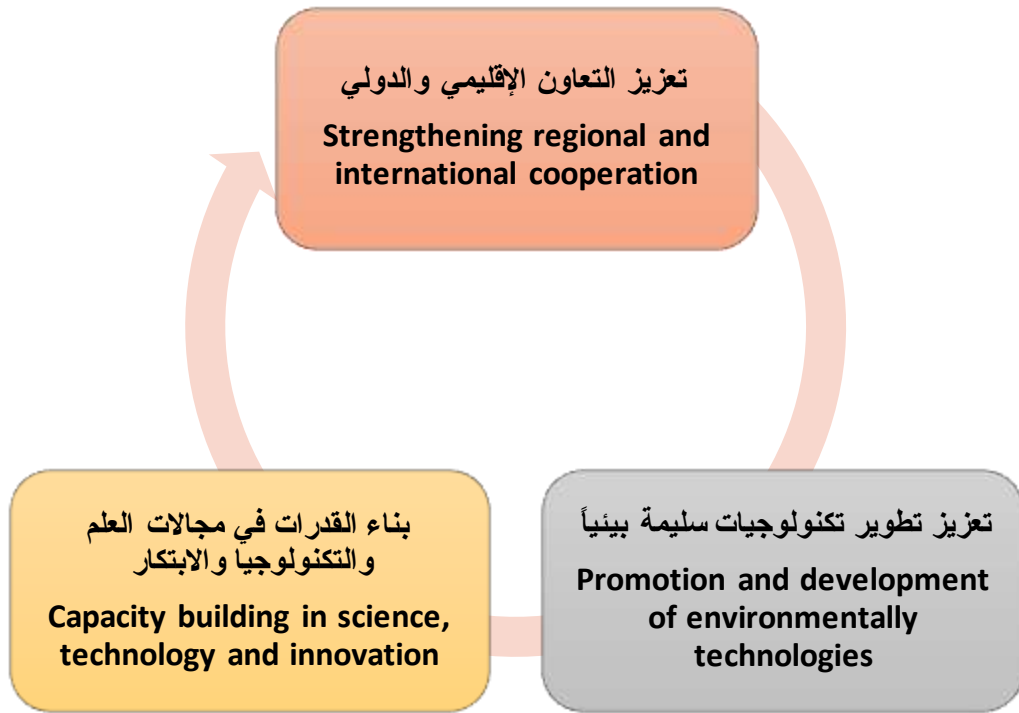 تعزيز التعاون الإقليمي والدولي
Strengthening regional and
international cooperation
تعزيز تطوير تكنولوجيات سليمة بيئياً
Promotion and development
of environmentally
technologies
بناء القدرات في مجالات العلم
والتكنولوجيا والابتكار
Capacity building in science,
technology and innovation